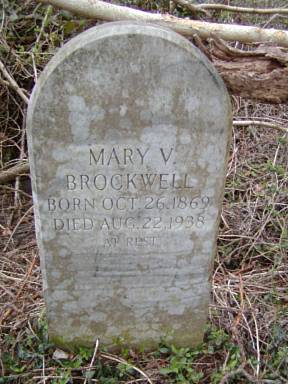 MARY V.
BROCKWELL
BORN OCT. 26, 1869
DIED AUG. 22, 1938
AT REST